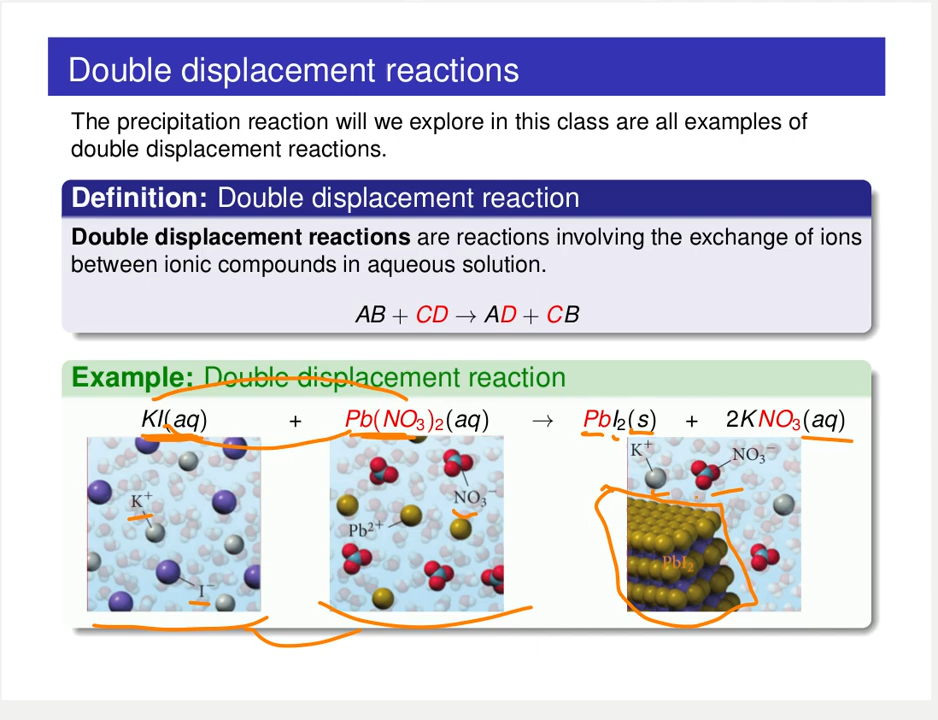 Double displacement reactions
The precipitation reaction will we explore in this class are all examples of
double displacement reactions.
Definition: Double displacement reaction
Double displacement reactions are reactions involving the exchange of ions
between ionic compounds in aqueous solution.
AB + CD → AD + CB
Example: Double displacement reaction
KI(aq) + Pb(NO₃)₂(aq) → PbI₂(s) + 2KNO₃(aq)
K⁺
I⁻
NO₃⁻
Pb²⁺
K⁺
NO₃⁻
PbI₂